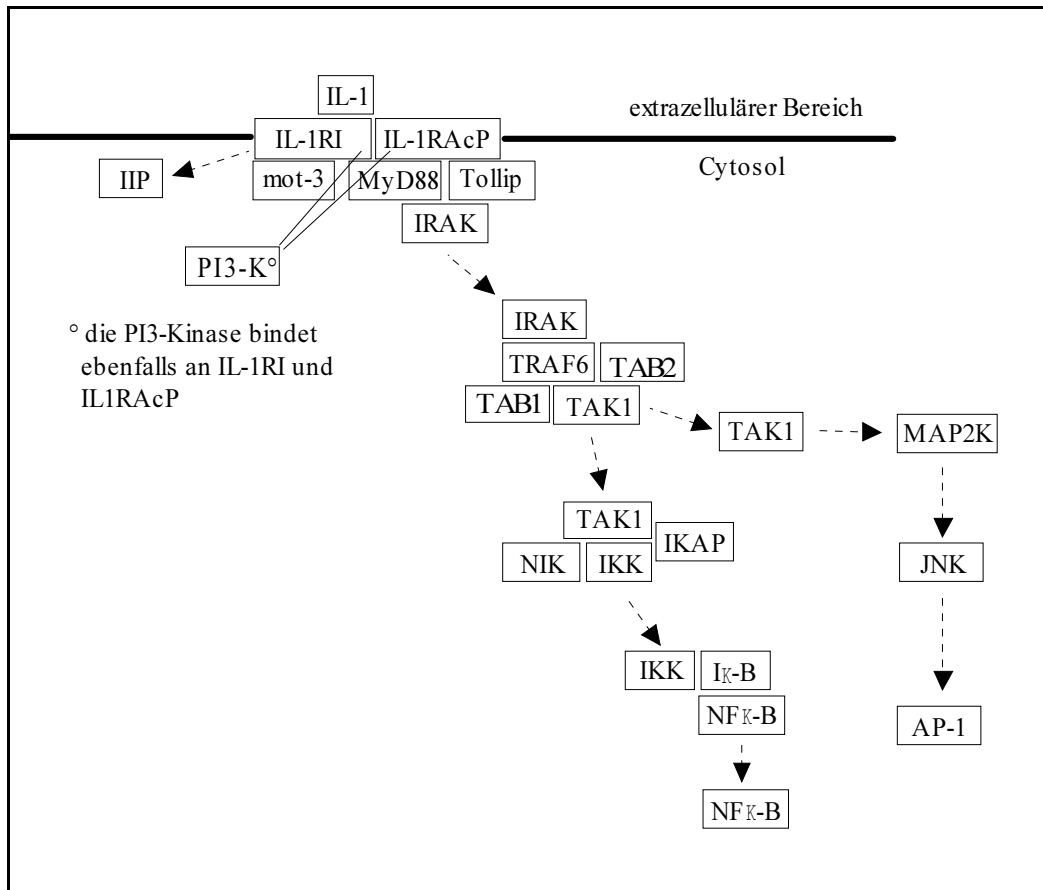 IL-1
extrazellulärer Bereich
IL-1RI
IL-1RAcP
IIP
mot-3
MyD88
Tollip
Cytosol
IRAK
PI3-K°
IRAK
° die PI3-Kinase bindet
ebenfalls an IL-1RI und
IL1RAcP
TRAF6
TAB2
TAB1
TAK1
TAK1
MAP2K
TAK1
IKAP
NIK
IKK
JNK
IKK
Iκ-B
NFκ-B
AP-1
NFκ-B